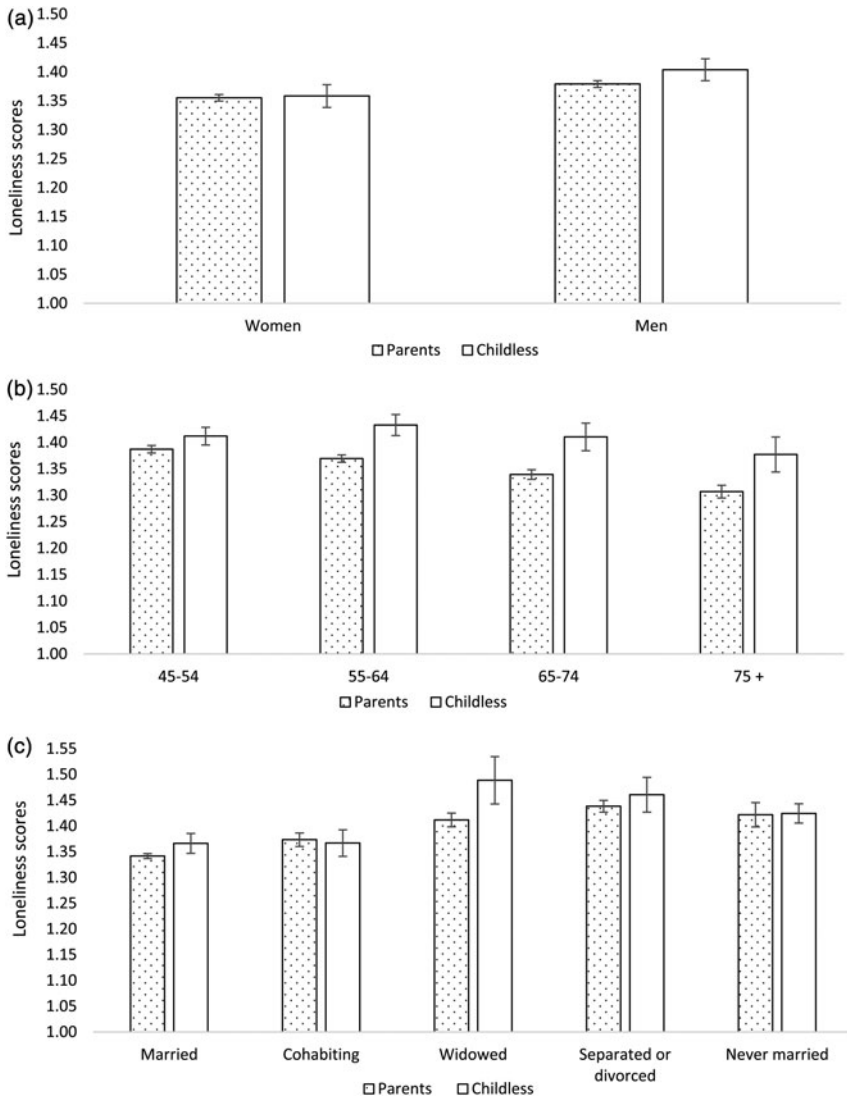 (a)
1.50
1.45
1.40
1.35
1.30
1.25
1.20
1.15
1.10
1.05
1.00
Loneliness scores
Women Men
Parents Childless
(b)
1.50
1.45
1.40
1.35
1.30
1.25
1.20
1.15
1.10
1.05
1.00
Loneliness scores
45-54 55-64 65-74 75 +
Parents Childless
(c)
1.55
1.50
1.45
1.40
1.35
1.30
1.25
1.20
1.15
1.10
1.05
1.00
Loneliness scores
Married Cohabiting Widowed Separated or Never married
divorced
Parents Childless